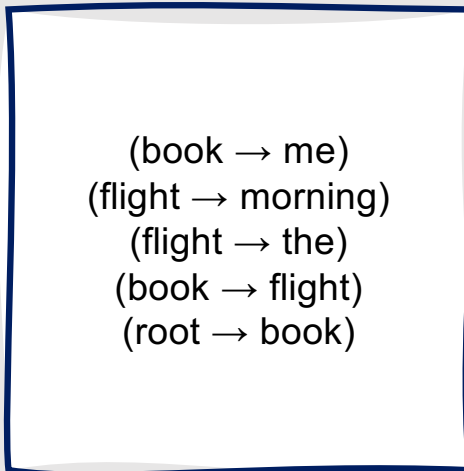 (book → me)
(flight → morning)
(flight → the)
(book → flight)
(root → book)